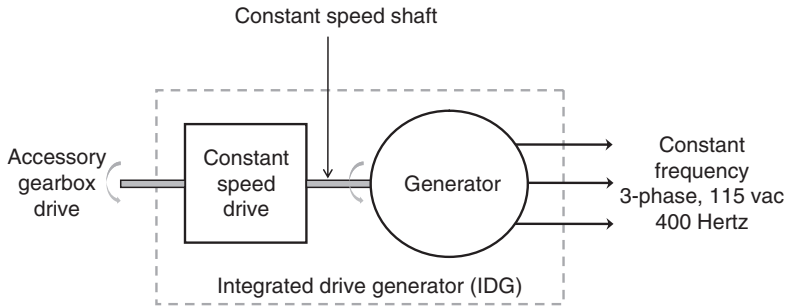 Constant speed shaft
Accessory
gearbox
drive
Constant
speed
drive
Generator
Constant
frequency
3-phase, 115 vac
400 Hertz
Integrated drive generator (IDG)